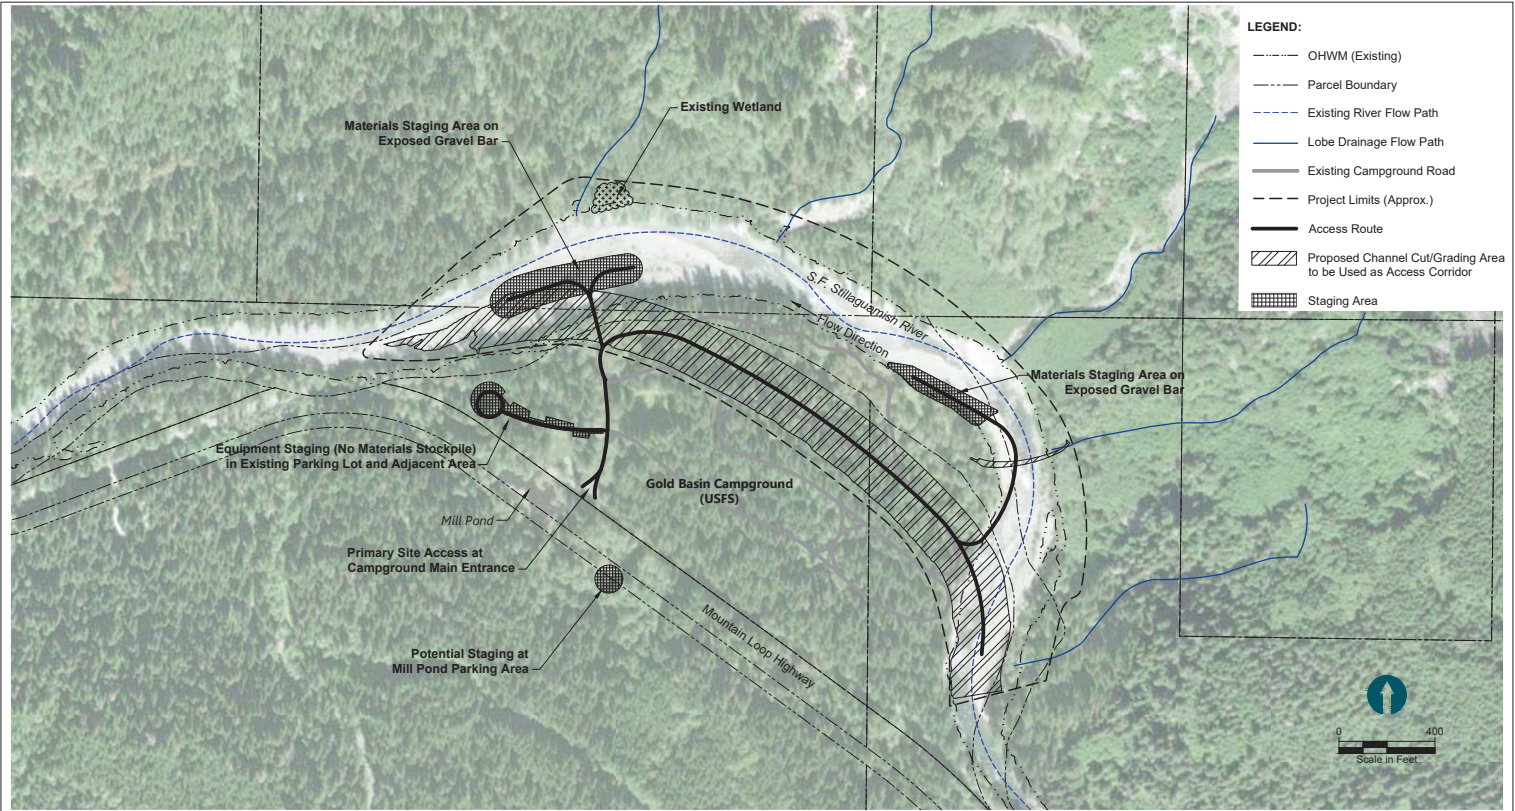 Existing Wetland
Materials Staging Area on
Exposed Gravel Bar
S.F. Stillaguamish River
Flow Direction
Materials Staging Area on
Exposed Gravel Bar
Equipment Staging (No Materials Stockpile)
in Existing Parking Lot and Adjacent Area
Gold Basin Campground
(USFS)
Mill Pond
Primary Site Access at
Campground Main Entrance
Mountain Loop Highway
Potential Staging at
Mill Pond Parking Area
LEGEND:
OHWM (Existing)
Parcel Boundary
Existing River Flow Path
Lobe Drainage Flow Path
Existing Campground Road
Project Limits (Approx.)
Access Route
Proposed Channel Cut/Grading Area
to be Used as Access Corridor
Staging Area
0 400
Scale in Feet